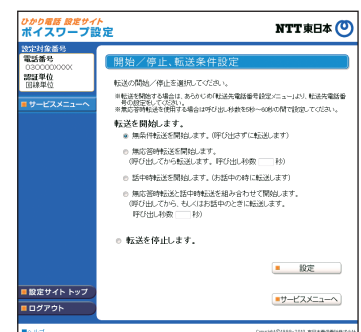 ひかり電話 設定サイト
ボイスワープ設定
NTT東日本
設定対象番号
電話番号
030000XXXX
認証単位
回線単位
サービスメニューへ
開始／停止、転送条件設定
転送の開始／停止を選択してください。
※転送を開始する場合は、あらかじめ「転送先電話番号設定メニュー」より、転送先電話番
号の設定をしてください。
※無応答時転送を使用する場合は呼び出し秒数を5秒～60秒の間で設定してください。
転送を開始します。
無条件転送を開始します。(呼び出さずに転送します)
無応答時転送を開始します。
(呼び出してから転送します。 呼び出し秒数 秒)
話中時転送を開始します。(お話中の時に転送します)
無応答時転送と話中時転送を組み合わせて開始します。
(呼び出してから、もしくはお話中のときに転送します。
呼び出し秒数 秒)
転送を停止します。
設定
設定サイトトップ
サービスメニューへ
ログアウト